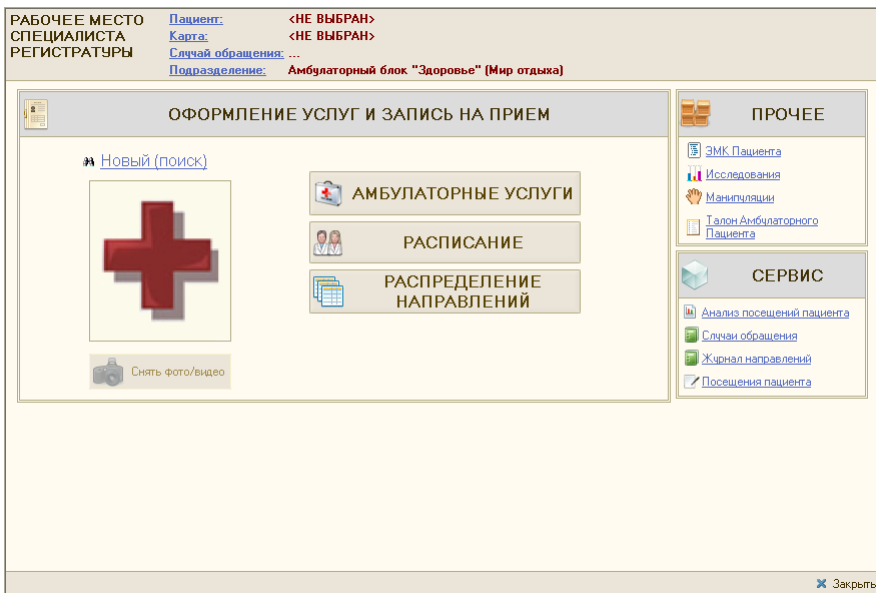 РАБОЧЕЕ МЕСТО
СПЕЦИАЛИСТА
РЕГИСТРАТУРЫ
Пациент: <НЕ ВЫБРАН>
Карта: <НЕ ВЫБРАН>
Случай обращения: ...
Подразделение: Амбулаторный блок "Здоровье" (Мир отдыха)
ОФОРМЛЕНИЕ УСЛУГ И ЗАПИСЬ НА ПРИЕМ
Новый (поиск)
Снять фото/видео
АМБУЛАТОРНЫЕ УСЛУГИ
РАСПИСАНИЕ
РАСПРЕДЕЛЕНИЕ
НАПРАВЛЕНИЙ
ПРОЧЕЕ
ЭМК Пациента
Исследования
Манипуляции
Талон Амбулаторного
Пациента
СЕРВИС
Анализ посещений пациента
Случаи обращения
Журнал направлений
Посещения пациента
Закрыть